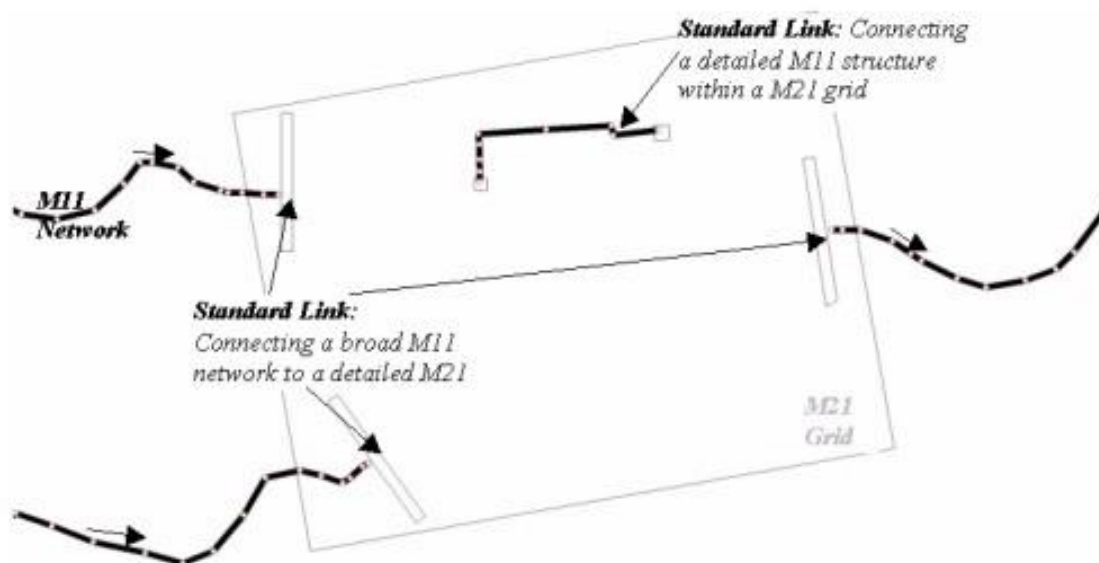 Standard Link: Connecting
a detailed M11 structure
within a M21 grid
M11
Network
Standard Link:
Connecting a broad M11
network to a detailed M21
M21
Grid